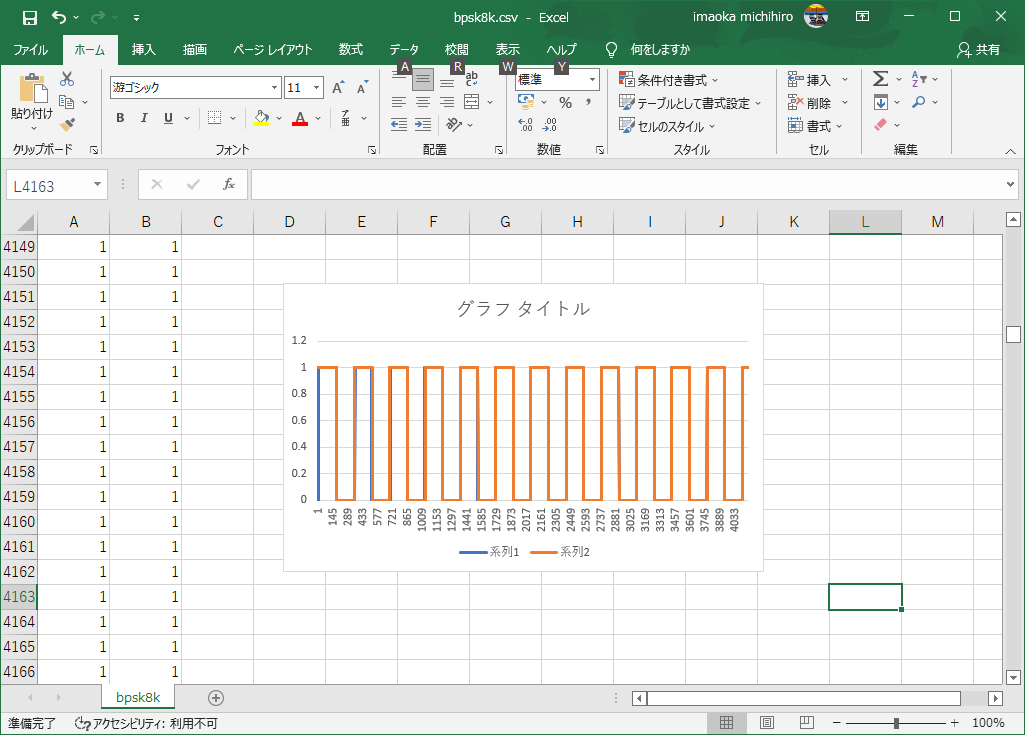 bpsk8k.csv - Excel
imaoka michihiro
ファイル ホーム 挿入 描画 ページ レイアウト 数式 データ 校閲 表示 ヘルプ 何をしますか 共有
A R W Y
貼り付け
游ゴシック 11 A A
B I U A
亜
ab
標準
% ,
.00 .00
条件付き書式
テーブルとして書式設定
セルのスタイル
挿入
削除
書式
Σ
クリップボード フォント 配置 数値 スタイル セル 編集
L4163 fx
A B C D E F G H I J K L M
4149 1 1
4150 1 1
4151 1 1
4152 1 1
4153 1 1
4154 1 1
4155 1 1
4156 1 1
4157 1 1
4158 1 1
4159 1 1
4160 1 1
4161 1 1
4162 1 1
4163 1 1
4164 1 1
4165 1 1
4166 1 1
グラフ タイトル
1.2
1
0.8
0.6
0.4
0.2
0
1 145 289 433 577 721 865 1009 1153 1297 1441 1585 1729 1873 2017 2161 2305 2449 2593 2737 2881 3025 3169 3313 3457 3601 3745 3889 4033
系列1 系列2
bpsk8k
準備完了 アクセシビリティ: 利用不可 100%